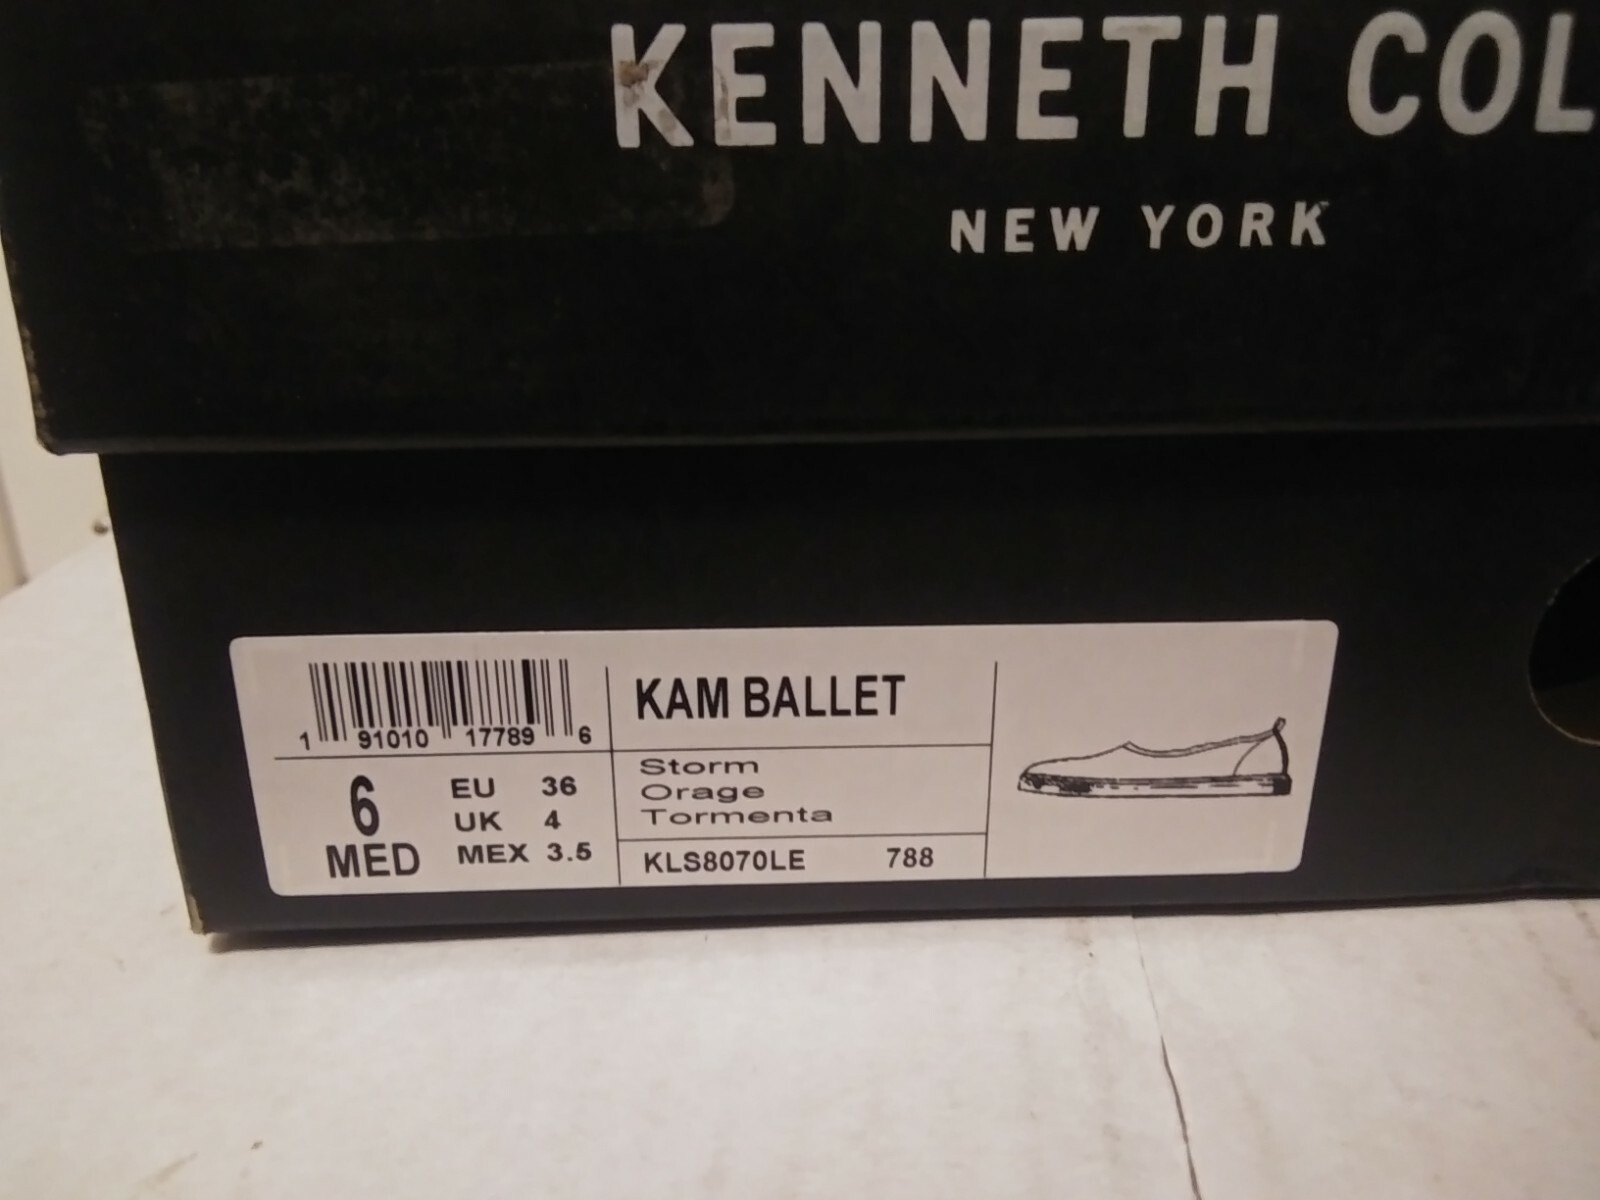 KENNETH COL
NEW YORK
1 91010 17789 6
KAM BALLET
6
MED
EU 36
UK 4
MEX 3.5
Storm
Orage
Tormenta
KLS8070LE 788